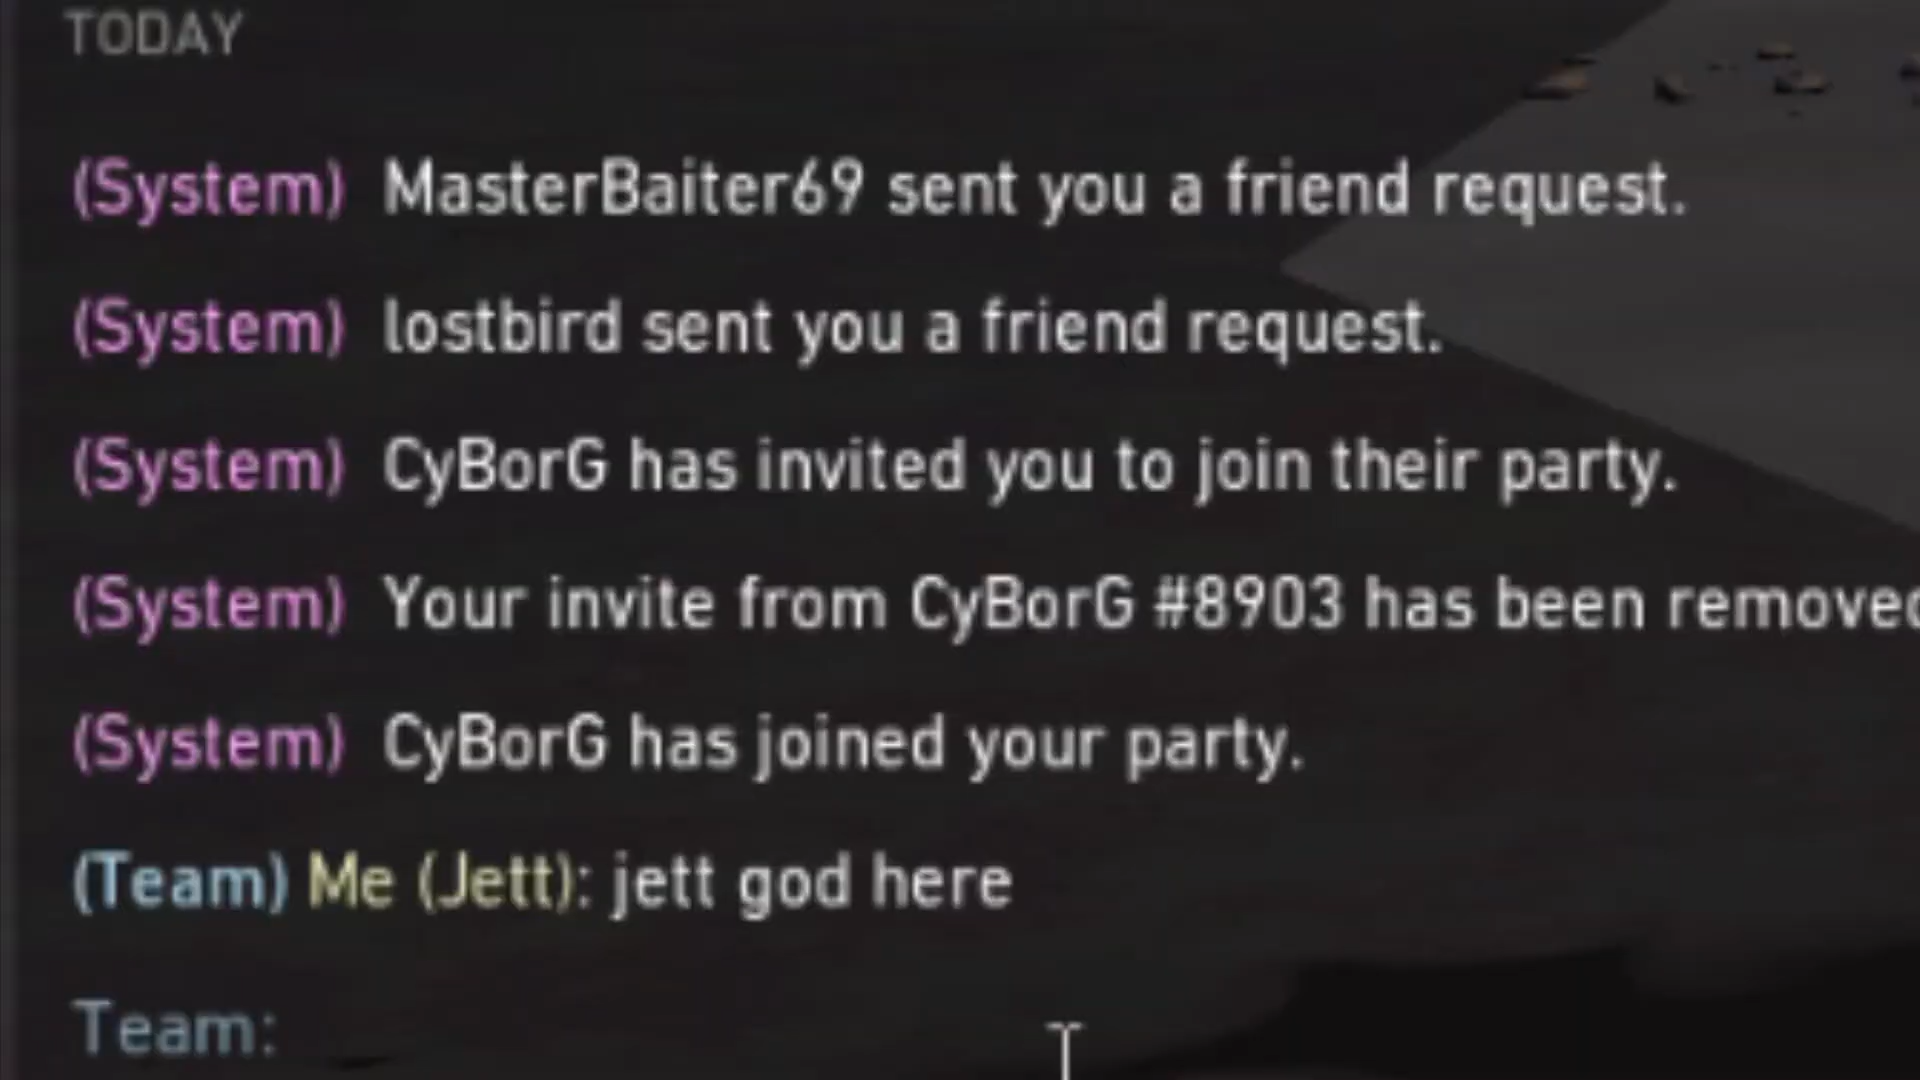 TODAY
(System) MasterBaiter69 sent you a friend request.
(System) lostbird sent you a friend request.
(System) CyBorG has invited you to join their party.
(System) Your invite from CyBorG #8903 has been removed
(System) CyBorG has joined your party.
(Team) Me (Jett): jett god here
Team: